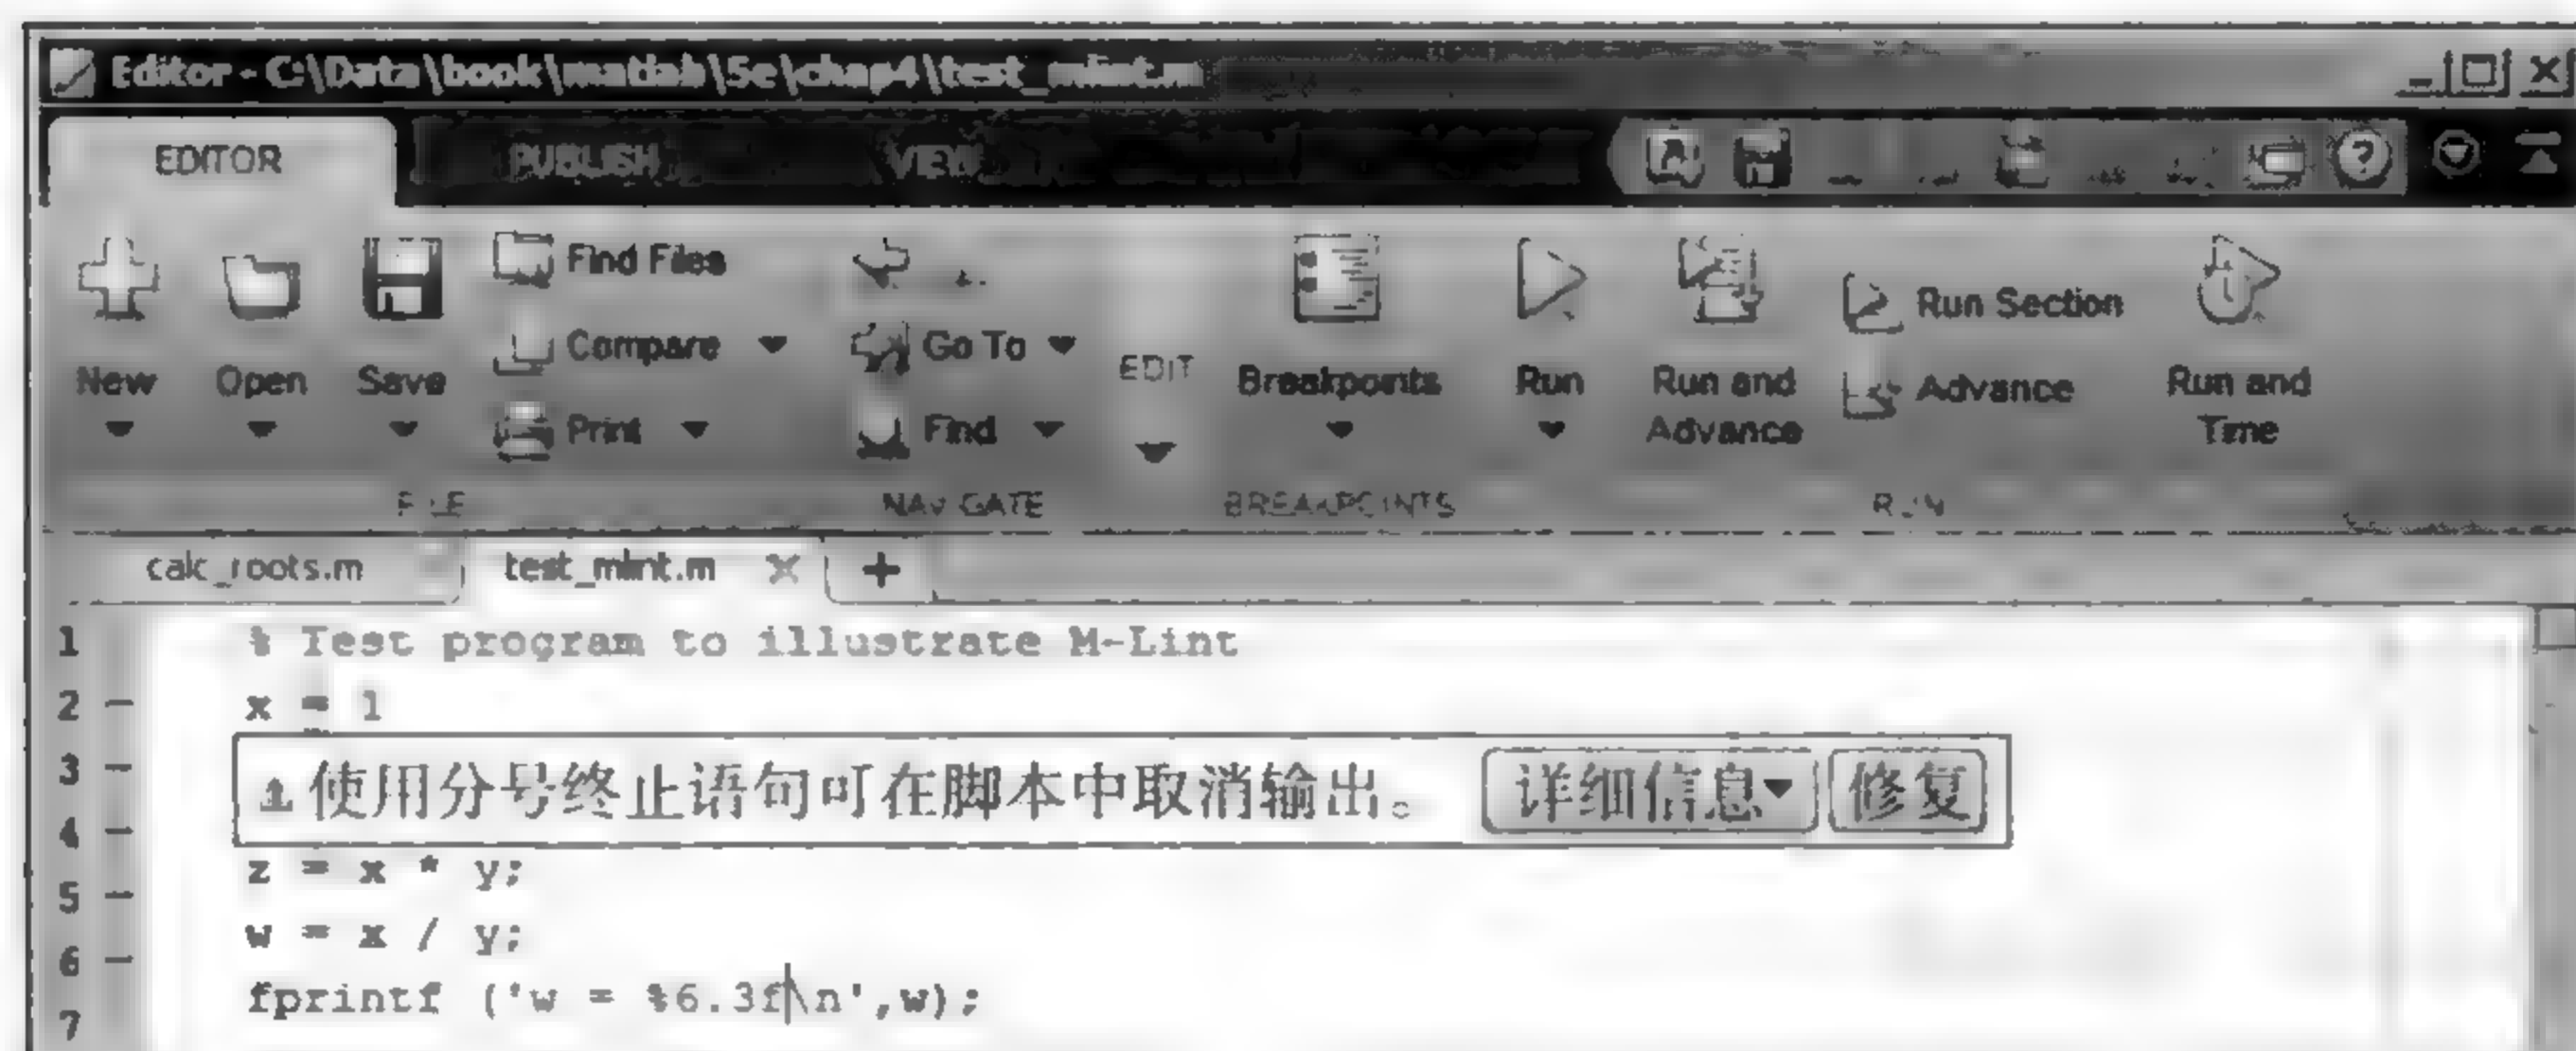 Editor - C:\Data\book\matlab\5e\chap4\test_mlint.m
EDITOR PUBLISH VIEW
New Open Save Find Files Compare Print
Go To Find
EDIT
Breakpoints
Run Run and Advance Run Section Advance Run and Time
FILE NAVIGATE BREAKPOINTS RUN
calc_roots.m test_mlint.m
1 % Test program to illustrate M-Lint
2 x = 1
3 使用分号终止语句可在脚本中取消输出。 详细信息 修复
4 z = x * y;
5 w = x / y;
6 fprintf ('w = %6.3f\n',w);
7